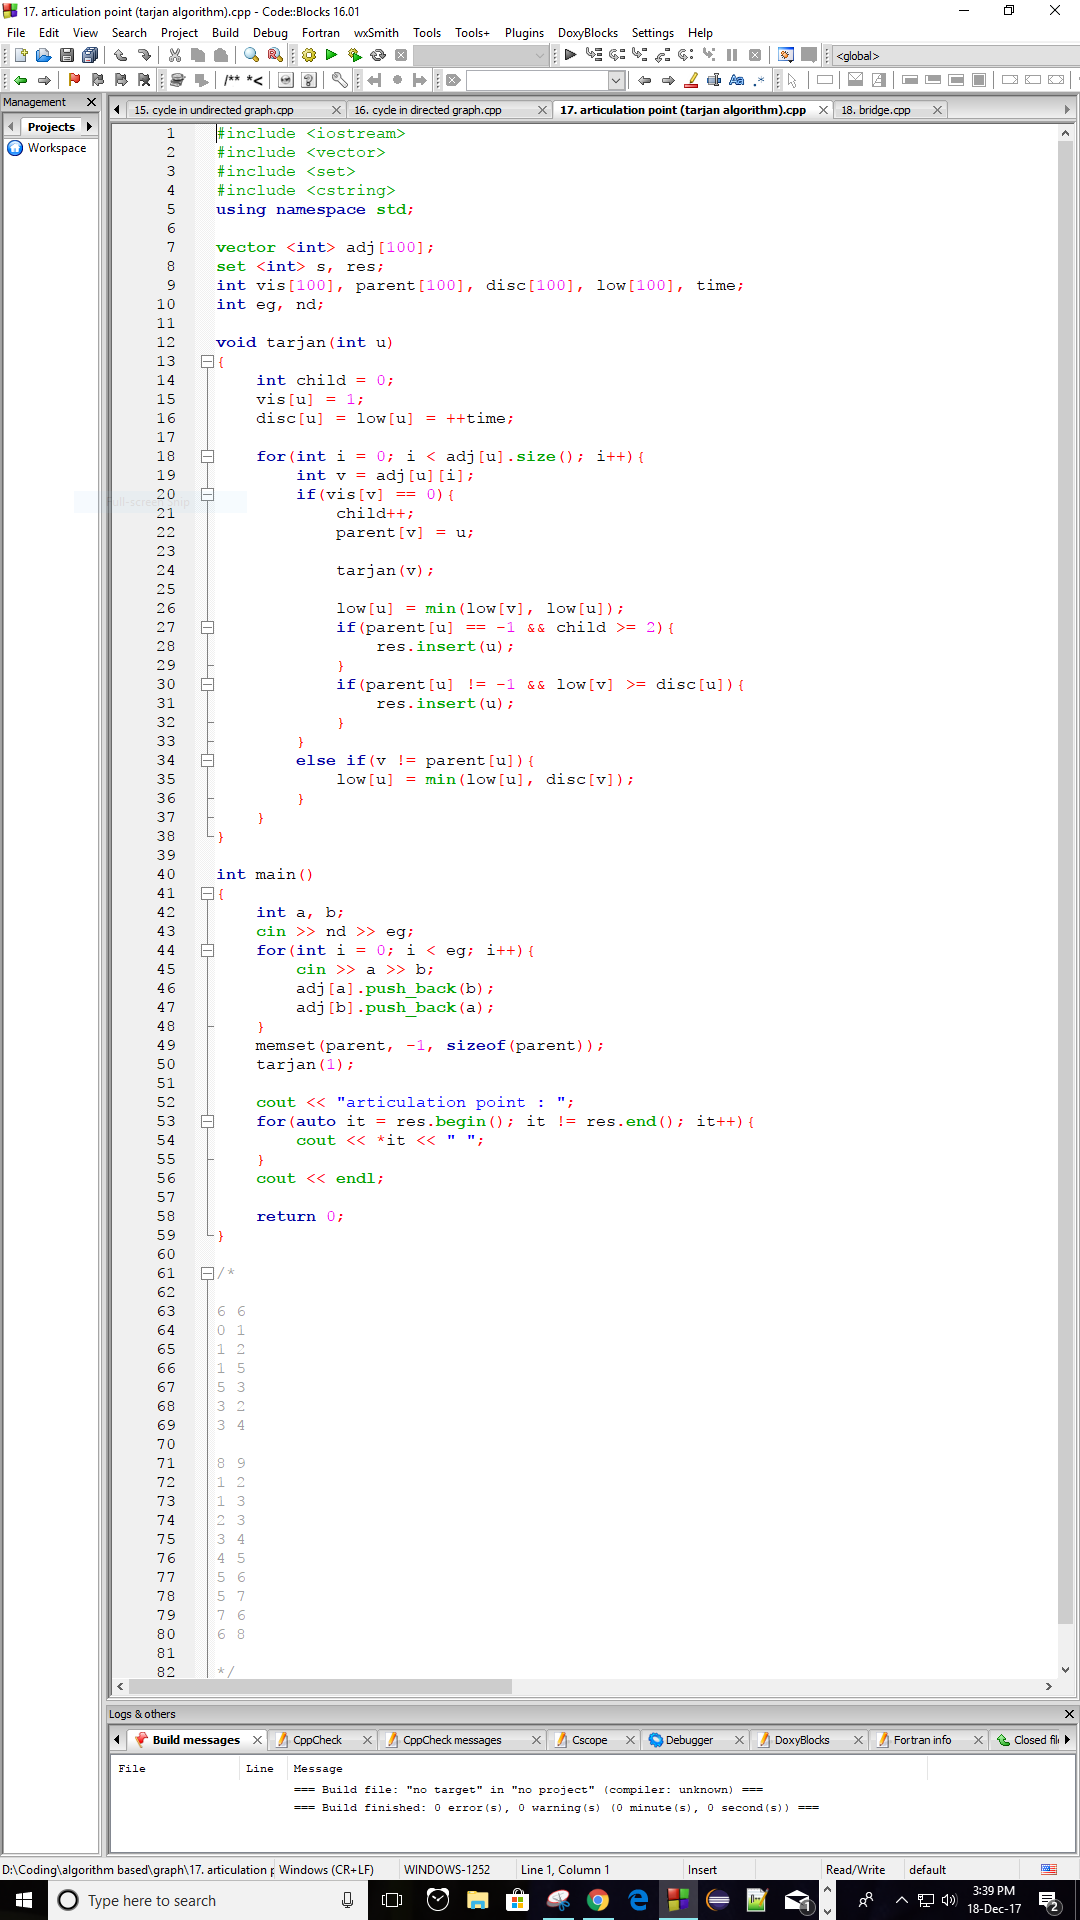 17. articulation point (tarjan algorithm).cpp - Code::Blocks 16.01
File Edit View Search Project Build Debug Fortran wxSmith Tools Tools+ Plugins DoxyBlocks Settings Help
<global>
/** *<
Management
15. cycle in undirected graph.cpp 16. cycle in directed graph.cpp 17. articulation point (tarjan algorithm).cpp 18. bridge.cpp
Projects
Workspace
1 #include <iostream>
2 #include <vector>
3 #include <set>
4 #include <cstring>
5 using namespace std;
6
7 vector <int> adj[100];
8 set <int> s, res;
9 int vis[100], parent[100], disc[100], low[100], time;
10 int eg, nd;
11
12 void tarjan(int u)
13 {
14 int child = 0;
15 vis[u] = 1;
16 disc[u] = low[u] = ++time;
17
18 for(int i = 0; i < adj[u].size(); i++){
19 int v = adj[u][i];
20 if(vis[v] == 0){
21 child++;
22 parent[v] = u;
23
24 tarjan(v);
25
26 low[u] = min(low[v], low[u]);
27 if(parent[u] == -1 && child >= 2){
28 res.insert(u);
29 }
30 if(parent[u] != -1 && low[v] >= disc[u]){
31 res.insert(u);
32 }
33 }
34 else if(v != parent[u]){
35 low[u] = min(low[u], disc[v]);
36 }
37 }
38 }
39
40 int main()
41 {
42 int a, b;
43 cin >> nd >> eg;
44 for(int i = 0; i < eg; i++){
45 cin >> a >> b;
46 adj[a].push_back(b);
47 adj[b].push_back(a);
48 }
49 memset(parent, -1, sizeof(parent));
50 tarjan(1);
51
52 cout << "articulation point : ";
53 for(auto it = res.begin(); it != res.end(); it++){
54 cout << *it << " ";
55 }
56 cout << endl;
57
58 return 0;
59 }
60
61 /*
62
63 6 6
64 0 1
65 1 2
66 1 5
67 5 3
68 3 2
69 3 4
70
71 8 9
72 1 2
73 1 3
74 2 3
75 3 4
76 4 5
77 5 6
78 5 7
79 7 6
80 6 8
81
82 */
Logs & others
Build messages CppCheck CppCheck messages Cscope Debugger DoxyBlocks Fortran info Closed file
File Line Message
=== Build file: "no target" in "no project" (compiler: unknown) ===
=== Build finished: 0 error(s), 0 warning(s) (0 minute(s), 0 second(s)) ===
D:\Coding\algorithm based\graph\17. articulation p Windows (CR+LF) WINDOWS-1252 Line 1, Column 1 Insert Read/Write default
Type here to search
1
3:39 PM
18-Dec-17
2